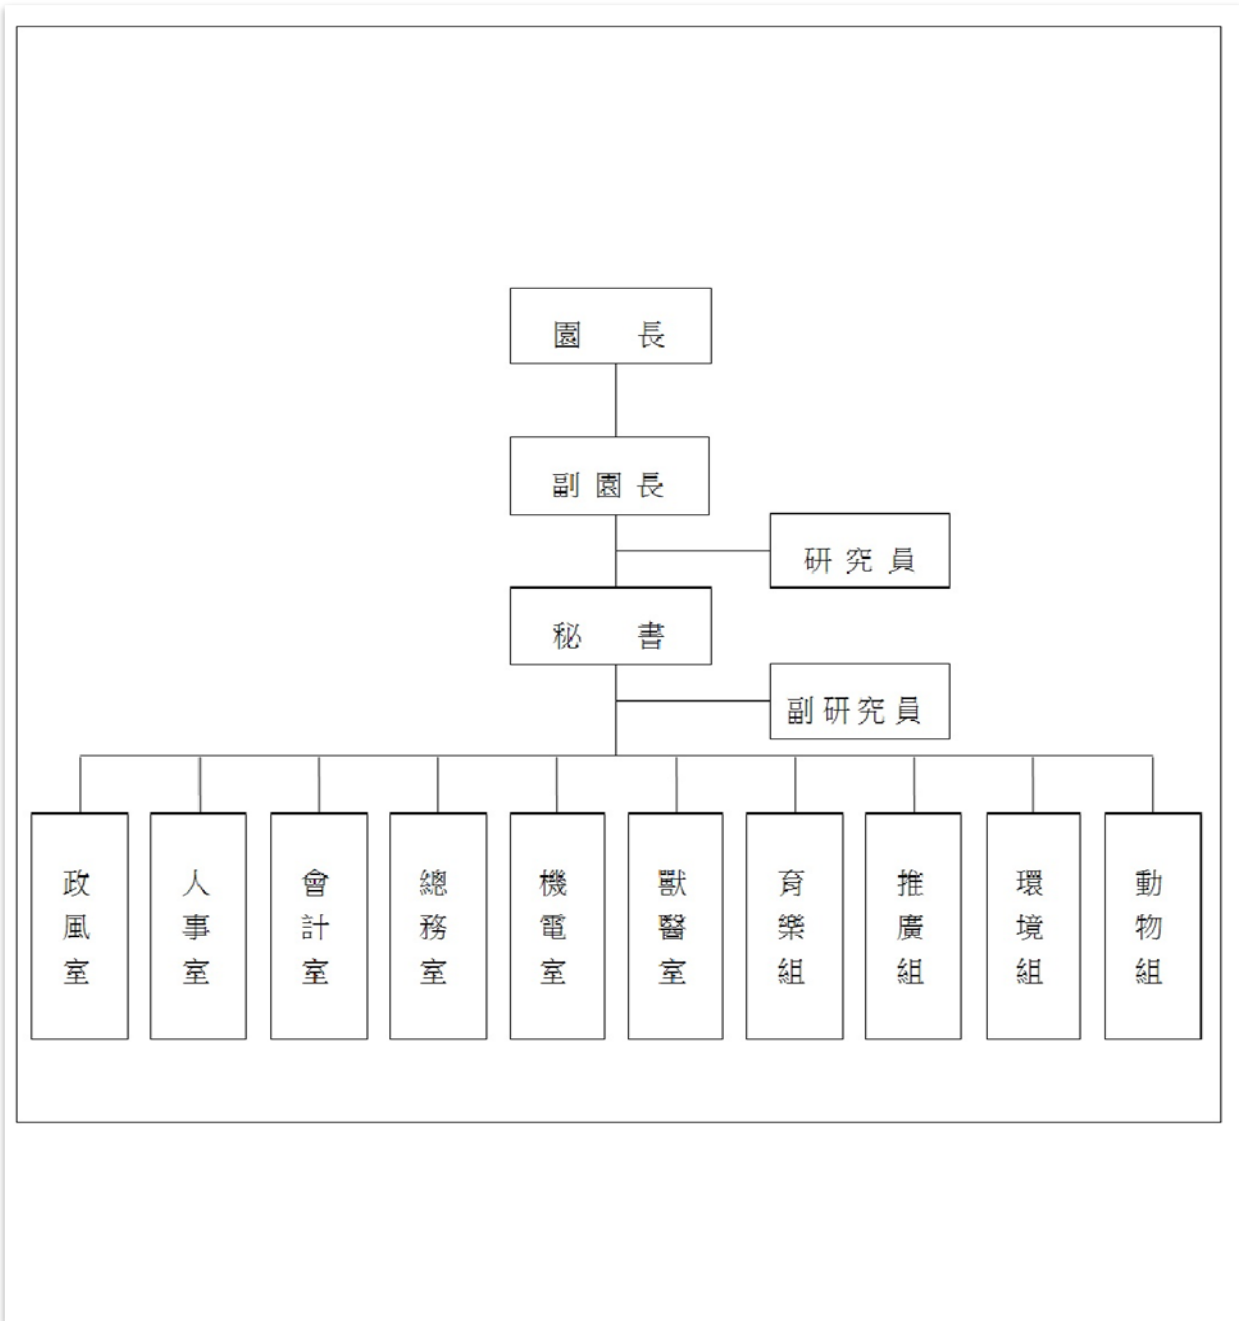 園長
副園長
研究員
秘書
副研究員
政風室
人事室
會計室
總務室
機電室
獸醫室
育樂組
推廣組
環境組
動物組